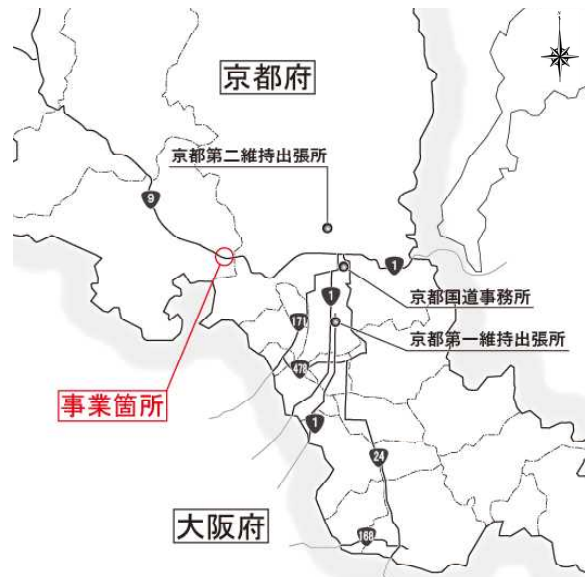 京都府
京都第二維持出張所
9
1
京都国道事務所
1
171
京都第一維持出張所
478
事業箇所
1
24
大阪府
168